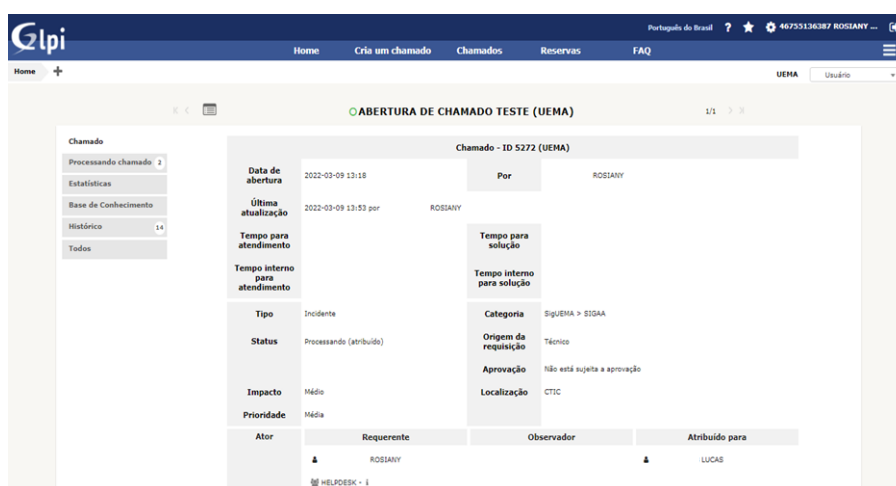 Glpi
Português do Brasil ? 46755136387 ROSIANY ...
Home Cria um chamado Chamados Reservas FAQ
Home + UEMA Usuário
ABERTURA DE CHAMADO TESTE (UEMA) 1/1
Chamado
Processando chamado 2
Estatísticas
Base de Conhecimento
Histórico 14
Todos
Chamado - ID 5272 (UEMA)
Data de abertura 2022-03-09 13:18 Por ROSIANY
Última atualização 2022-03-09 13:53 por ROSIANY
Tempo para atendimento Tempo para solução
Tempo interno para atendimento Tempo interno para solução
Tipo Incidente Categoria SigUEMA > SIGAA
Status Processando (atribuído) Origem da requisição Técnico
Aprovação Não está sujeita a aprovação
Impacto Médio Localização CTIC
Prioridade Média
Ator Requerente Observador Atribuído para
ROSIANY LUCAS
HELPDESK - i